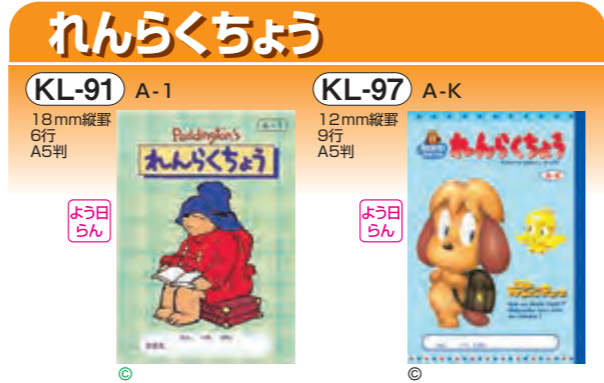 れんらくちょう
KL-91 A-1
18mm縦罫
6行
A5判
よう日
らん
Paddington's
A-1
れんらくちょう
©
KL-97 A-K
12mm縦罫
9行
A5判
よう日
らん
れんらくちょう
A-K
©